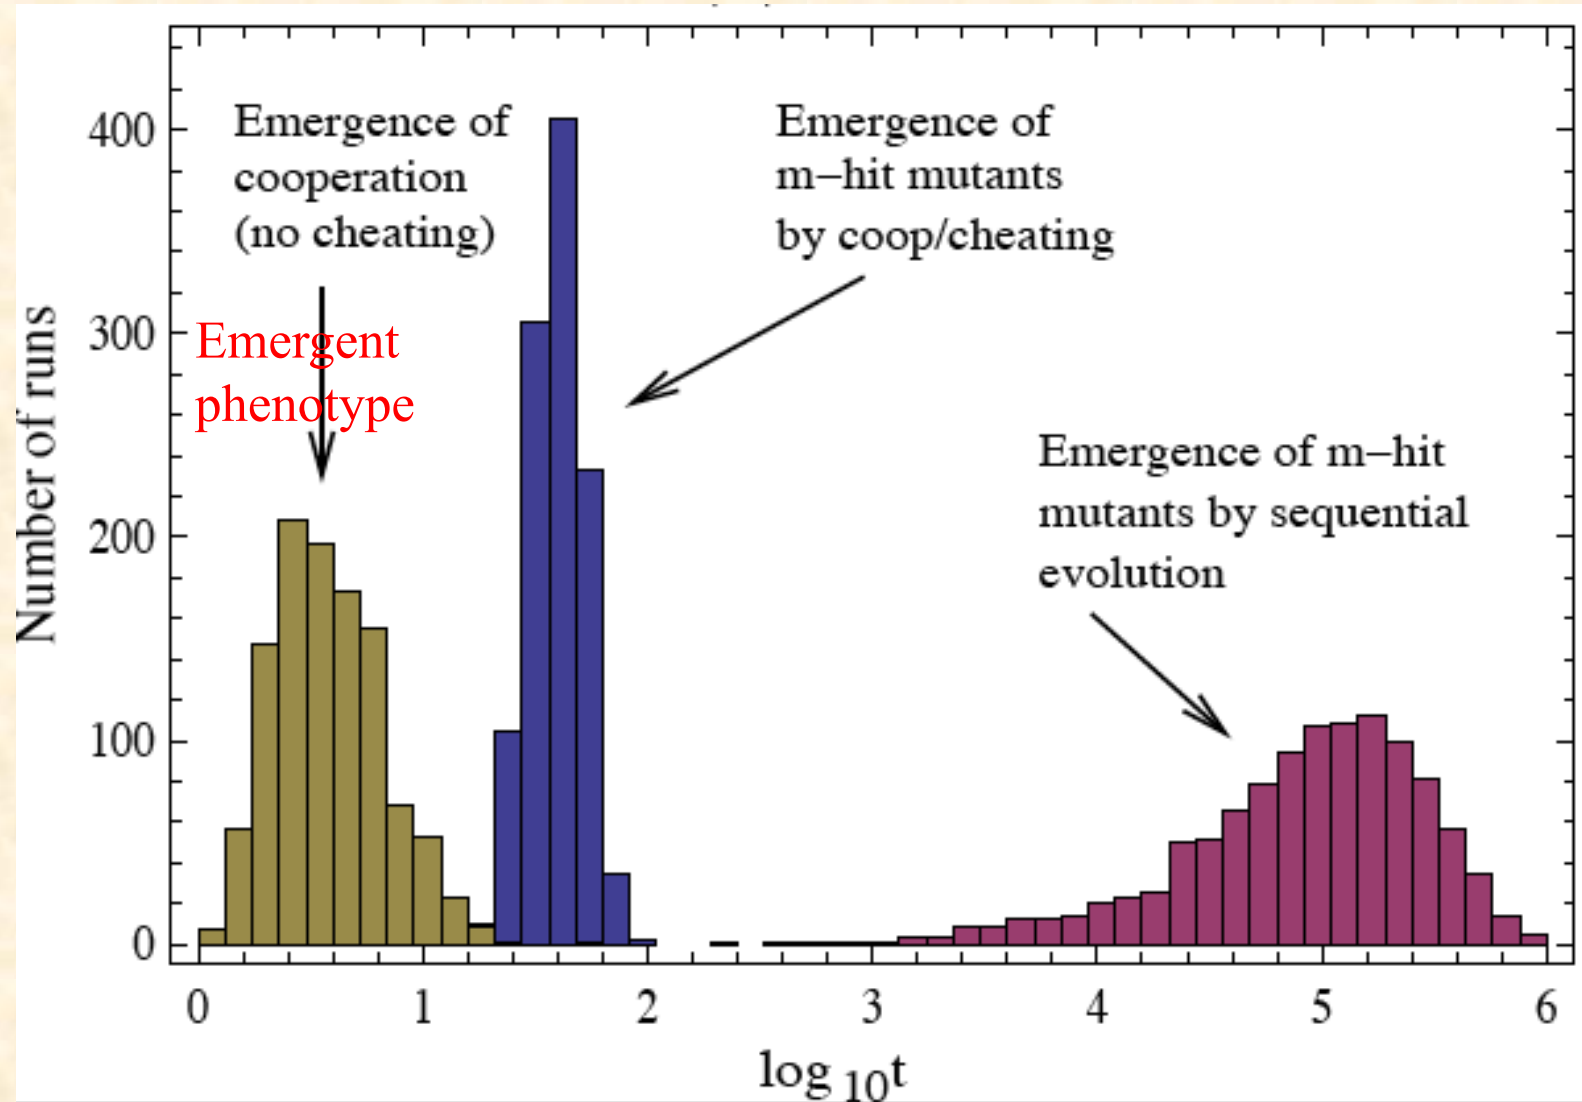 Number of runs
400
300
200
100
0
Emergence of
cooperation
(no cheating)
Emergent
phenotype
Emergence of
m−hit mutants
by coop/cheating
Emergence of m−hit
mutants by sequential
evolution
0 1 2 3 4 5 6
log 10t